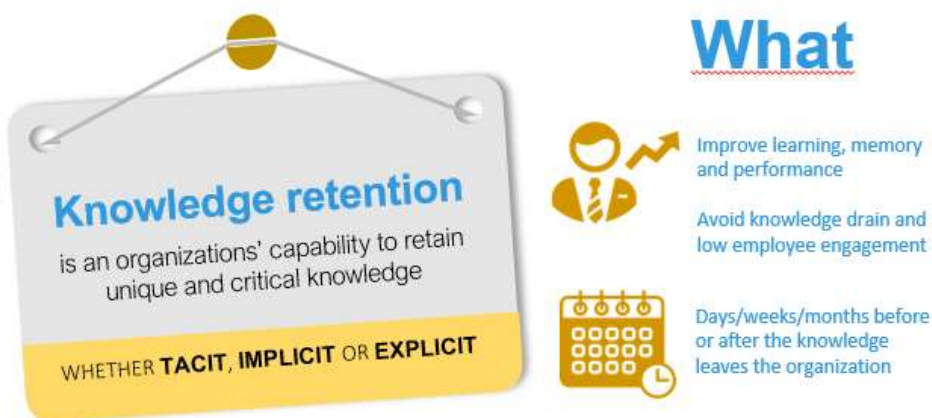 Knowledge retention
is an organizations' capability to retain
unique and critical knowledge
WHETHER TACIT, IMPLICIT OR EXPLICIT
What
Improve learning, memory
and performance
Avoid knowledge drain and
low employee engagement
Days/weeks/months before
or after the knowledge
leaves the organization